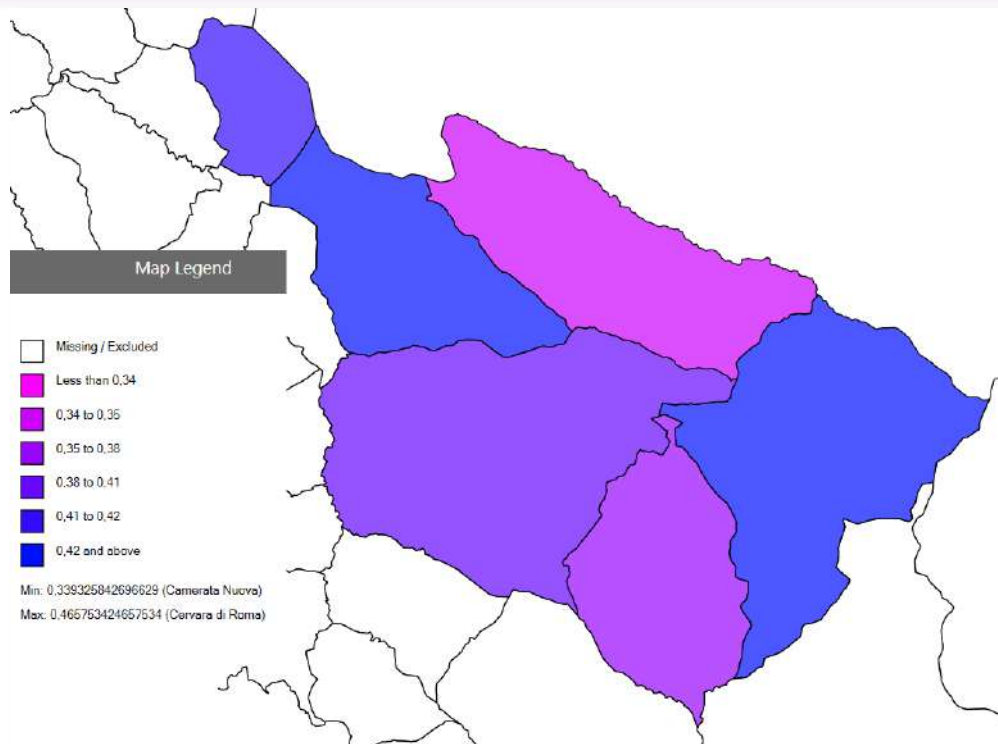 Map Legend
Missing / Excluded
Less than 0,34
0,34 to 0,35
0,35 to 0,38
0,38 to 0,41
0,41 to 0,42
0,42 and above
Min: 0,339325842696629 (Camerata Nuova)
Max: 0,465753424657534 (Cervara di Roma)